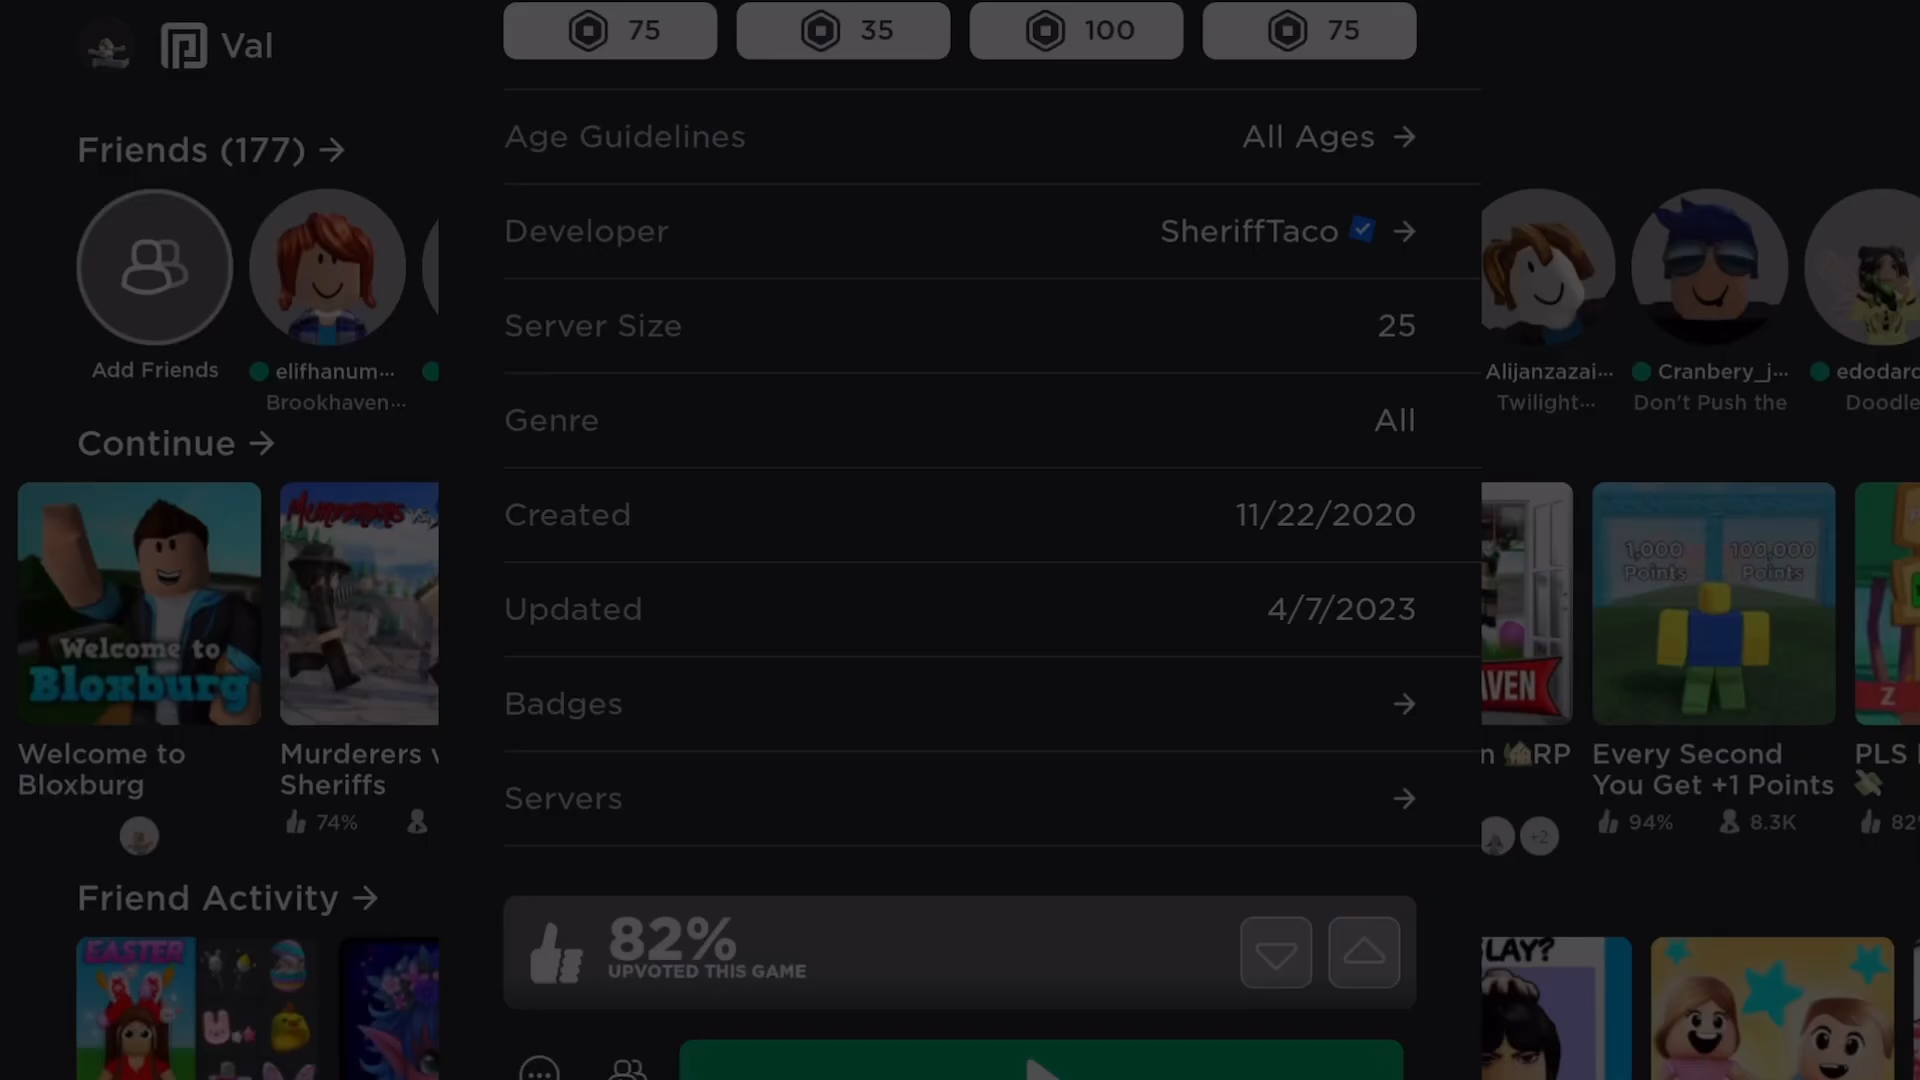 Val
75
35
100
75
Friends (177)
Add Friends
elifhanum...
Brookhaven...
Alijanzazai...
Twilight...
Cranbery_j...
Don't Push the
edodarc
Doodle
Age Guidelines
All Ages
Developer
SheriffTaco
Server Size
25
Genre
All
Created
11/22/2020
Updated
4/7/2023
Badges
Servers
Continue
Welcome to
Bloxburg
MURDERERS
Welcome to
Bloxburg
Murderers v
Sheriffs
74%
AVEN
n RP
+2
1,000
Points
100,000
Points
Every Second
You Get +1 Points
94%
8.3K
Z
PLS
82
Friend Activity
EASTER
LAY?
82%
UPVOTED THIS GAME